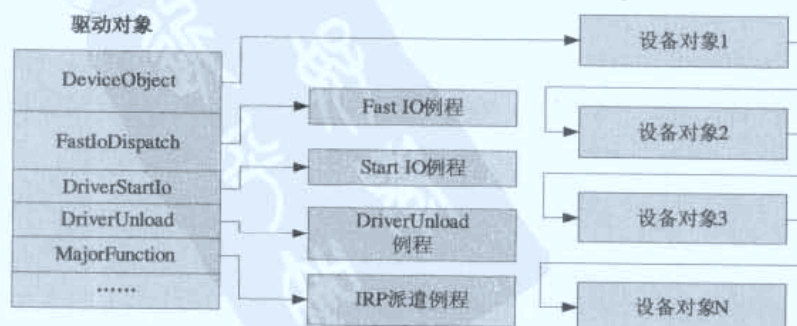 驱动对象
DeviceObject
FastIoDispatch
DriverStartIo
DriverUnload
MajorFunction
……
Fast IO例程
Start IO例程
DriverUnload
例程
IRP派遣例程
设备对象1
设备对象2
设备对象3
设备对象N